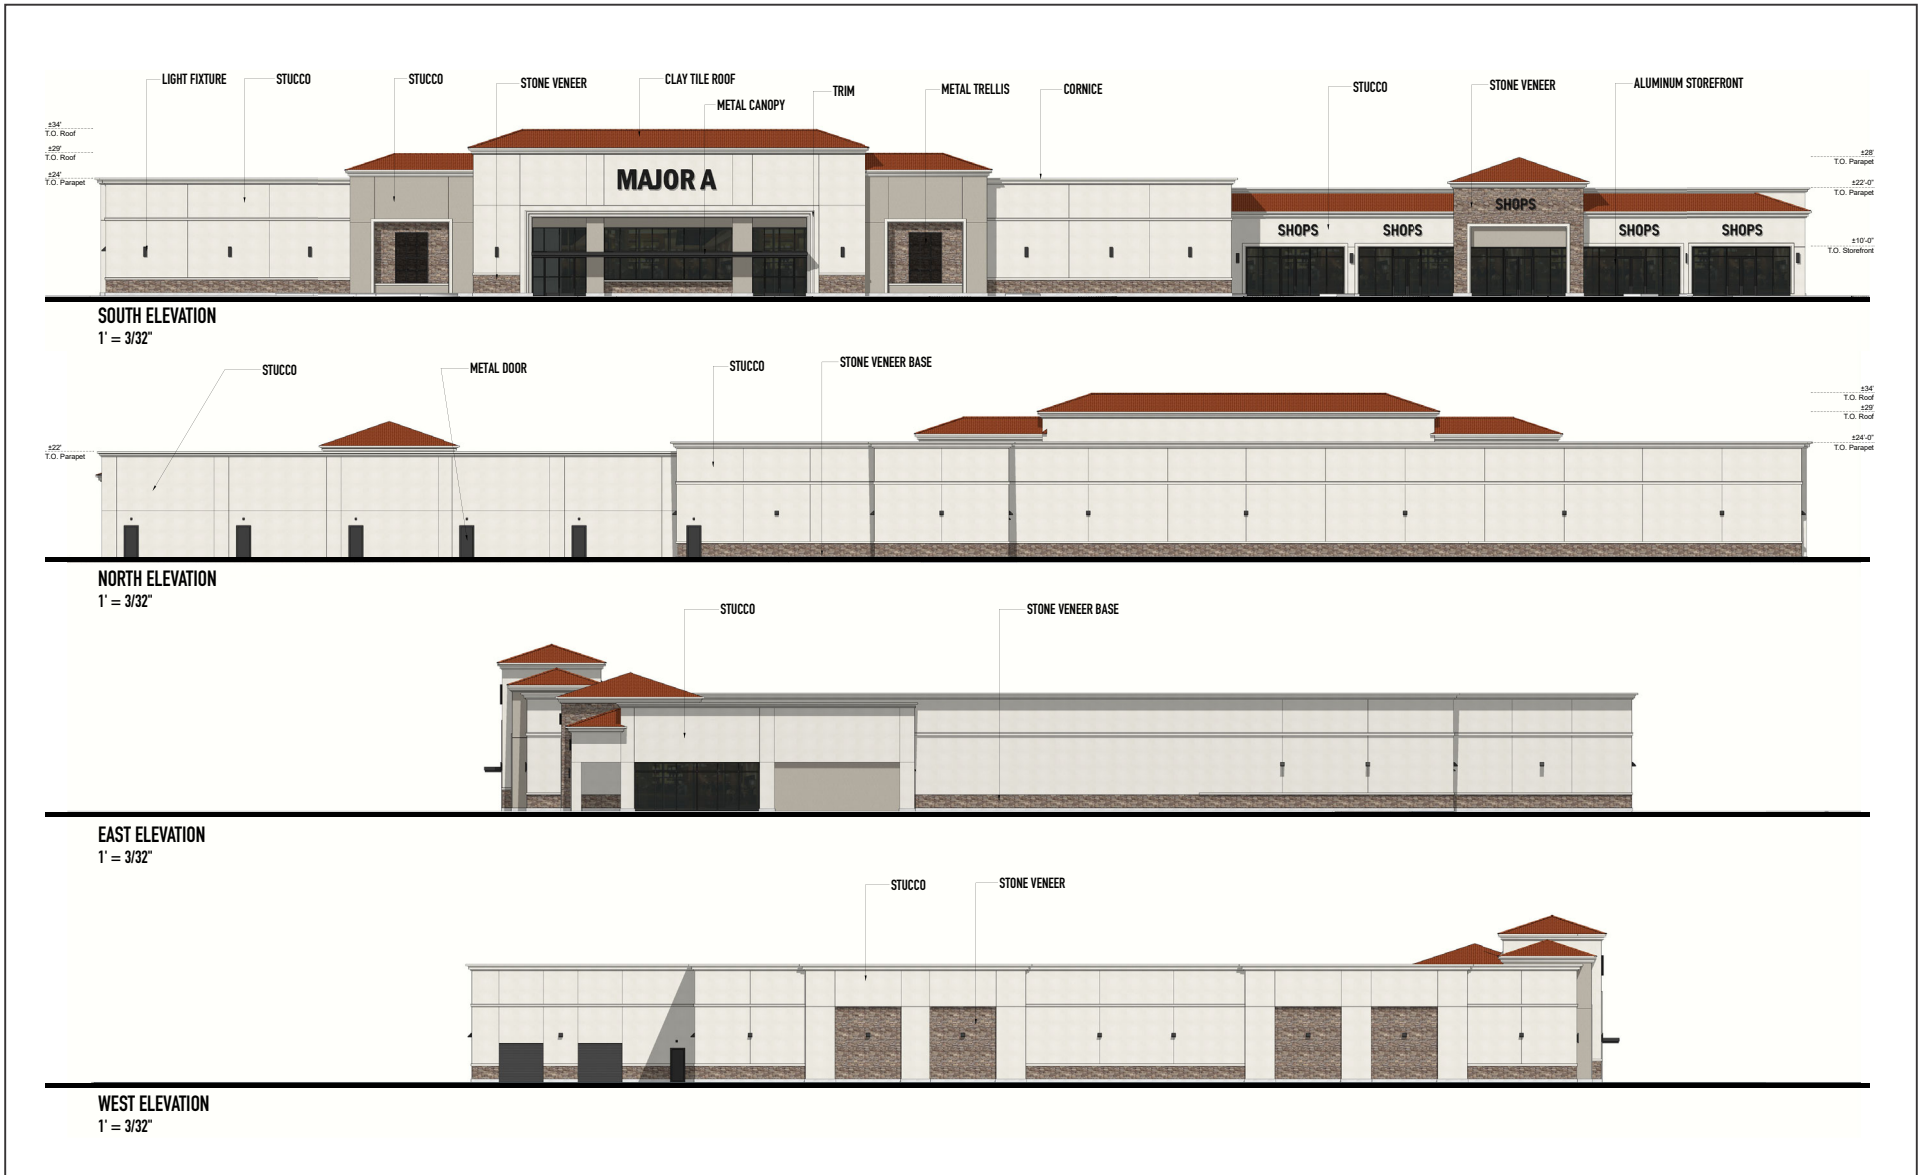 LIGHT FIXTURE
STUCCO
STUCCO
STONE VENEER
CLAY TILE ROOF
METAL CANOPY
TRIM
METAL TRELLIS
CORNICE
STUCCO
STONE VENEER
ALUMINUM STOREFRONT
±34'
T.O. Roof
±29'
T.O. Roof
±24'
T.O. Parapet
±28'
T.O. Parapet
±22'-0"
T.O. Parapet
±10'-0"
T.O. Storefront
MAJOR A
SHOPS
SHOPS
SHOPS
SHOPS
SHOPS
SOUTH ELEVATION
1' = 3/32"
STUCCO
METAL DOOR
STUCCO
STONE VENEER BASE
±22'
T.O. Parapet
±34'
T.O. Roof
±29'
T.O. Roof
±24'-0"
T.O. Parapet
NORTH ELEVATION
1' = 3/32"
STUCCO
STONE VENEER BASE
EAST ELEVATION
1' = 3/32"
STUCCO
STONE VENEER
WEST ELEVATION
1' = 3/32"